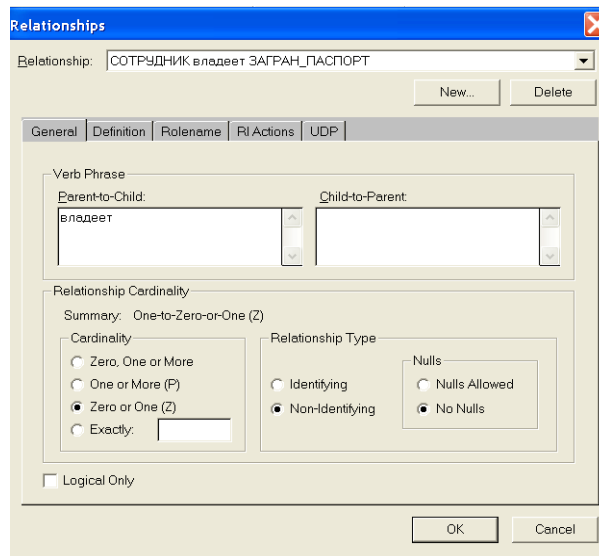 Relationships
Relationship: СОТРУДНИК владеет ЗАГРАН_ПАСПОРТ
New... Delete
General Definition Rolename RI Actions UDP
Verb Phrase
Parent-to-Child: Child-to-Parent:
владеет
Relationship Cardinality
Summary: One-to-Zero-or-One (Z)
Cardinality Relationship Type
Zero, One or More Nulls
One or More (P) Identifying Nulls Allowed
Zero or One (Z) Non-Identifying No Nulls
Exactly:
Logical Only
OK Cancel